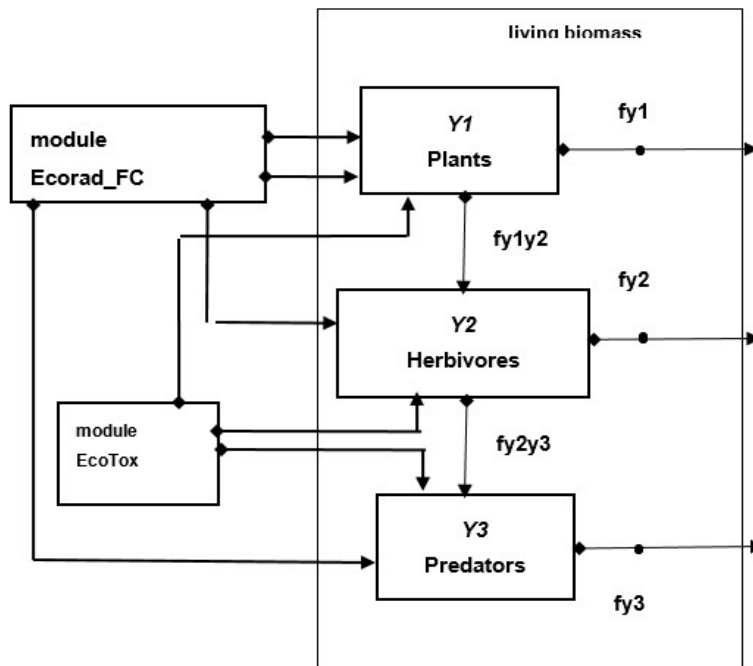 living biomass
module
Ecorad_FC
Y1
Plants
fy1
fy1y2
fy2
Y2
Herbivores
module
EcoTox
fy2y3
Y3
Predators
fy3